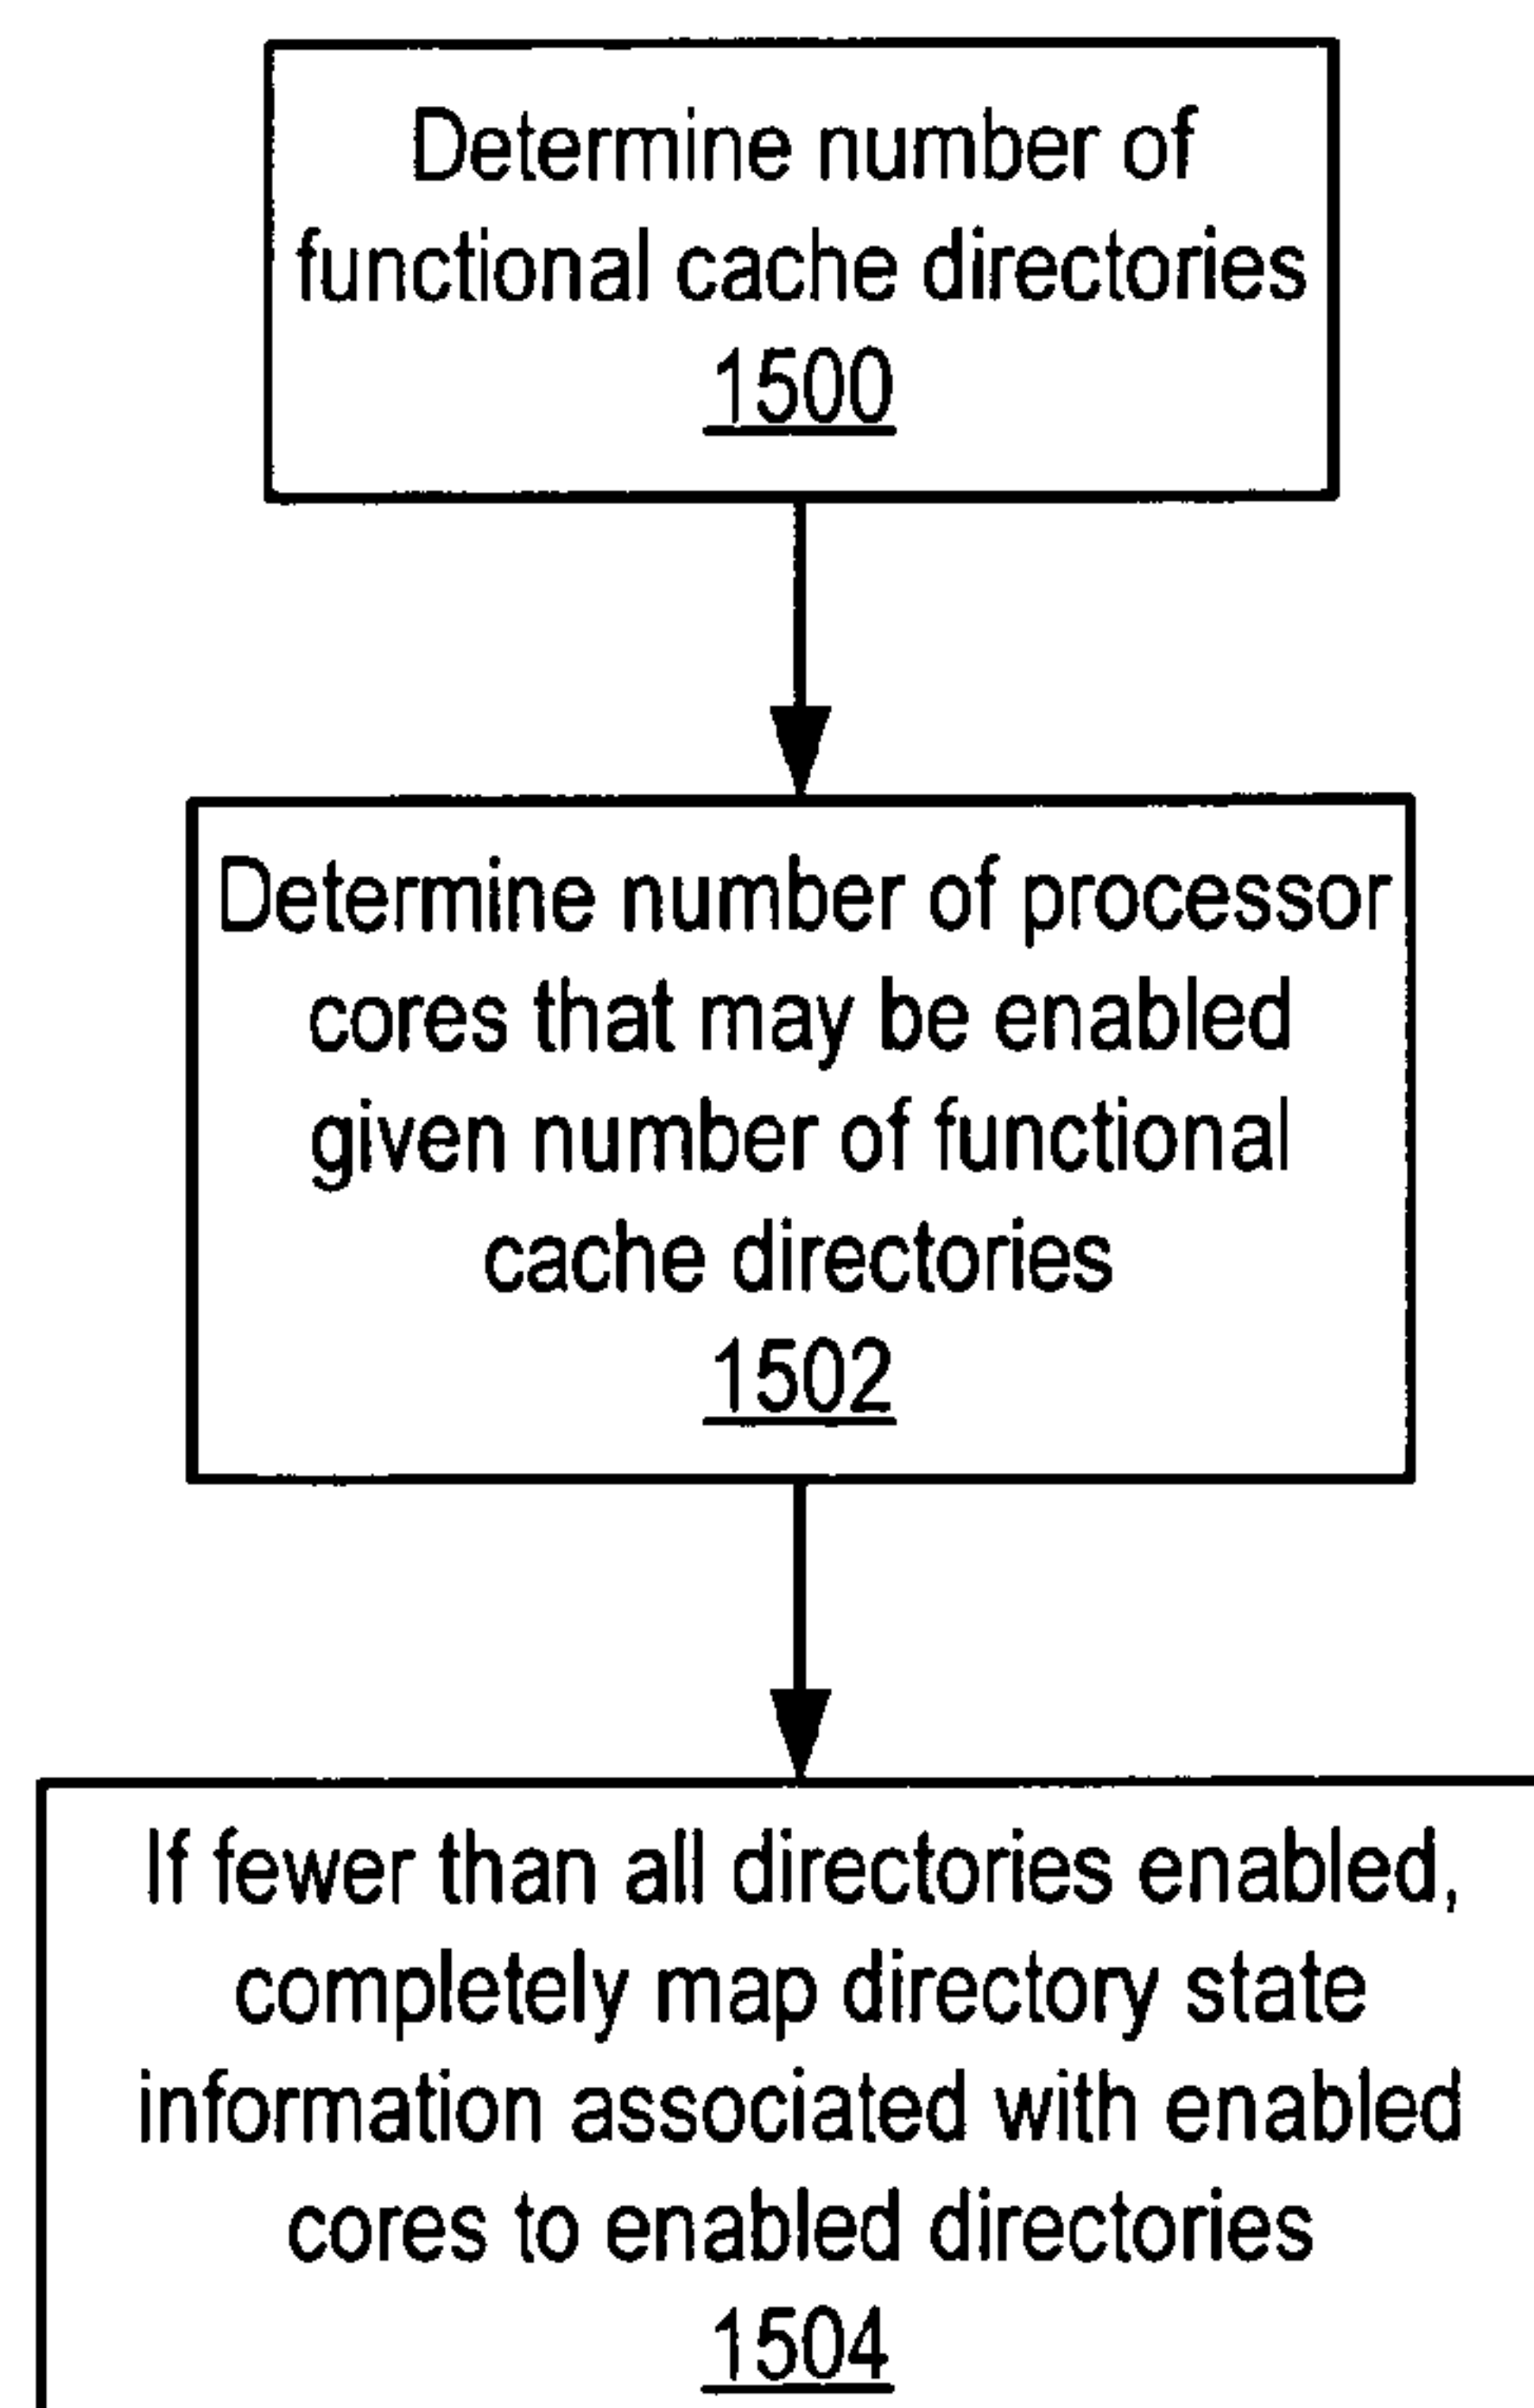 Determine number of
functional cache directories
1500
Determine number of processor
cores that may be enabled
given number of functional
cache directories
1502
If fewer than all directories enabled,
completely map directory state
information associated with enabled
cores to enabled directories
1504